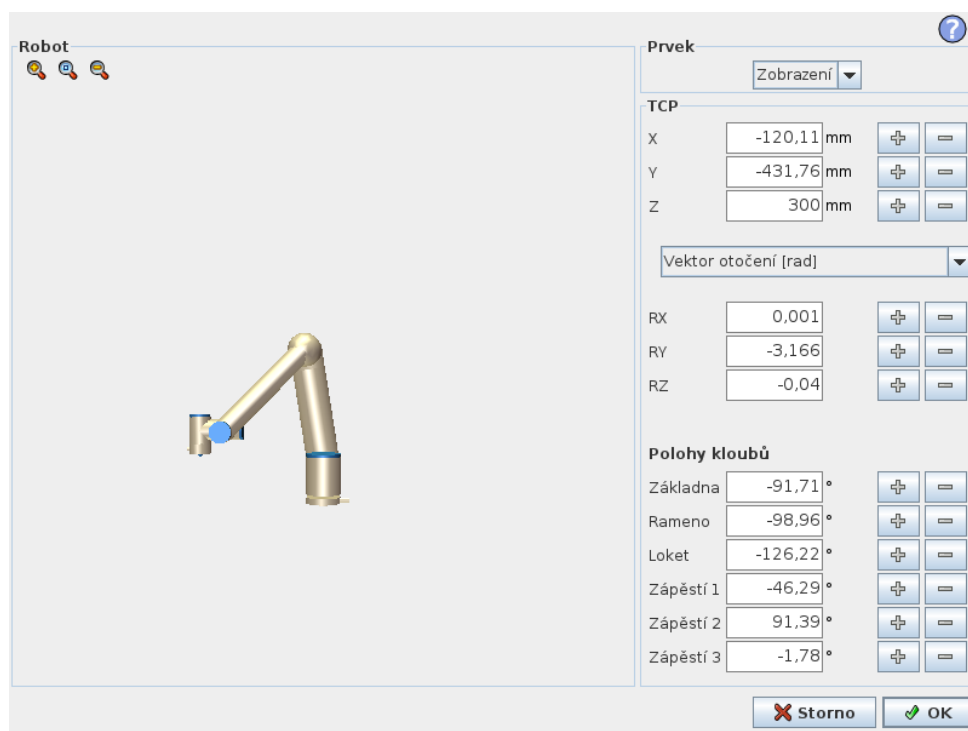 ?
Robot
Prvek
Zobrazení
TCP
X -120,11 mm
Y -431,76 mm
Z 300 mm
Vektor otočení [rad]
RX 0,001
RY -3,166
RZ -0,04
Polohy kloubů
Základna -91,71 °
Rameno -98,96 °
Loket -126,22 °
Zápěstí 1 -46,29 °
Zápěstí 2 91,39 °
Zápěstí 3 -1,78 °
Storno OK